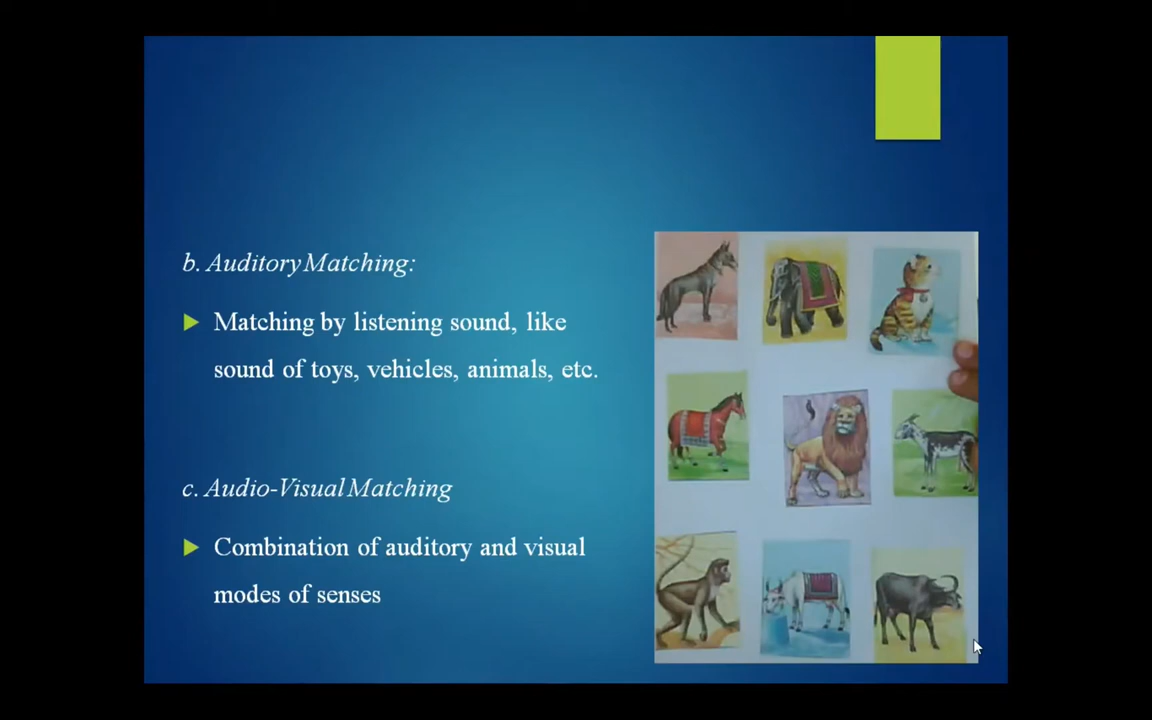 b. Auditory Matching:
Matching by listening sound, like
sound of toys, vehicles, animals, etc.
c. Audio-Visual Matching
Combination of auditory and visual
modes of senses